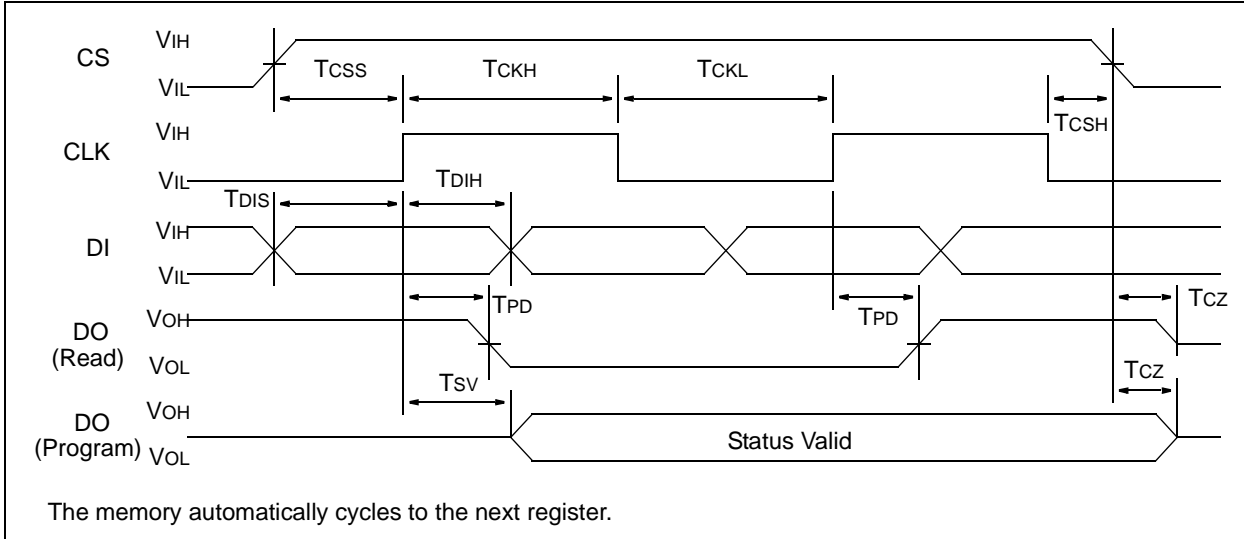 CS
VIH
VIL
TCSS
TCKH
TCKL
TCSH
CLK
VIH
VIL
TDIS
TDIH
DI
VIH
VIL
TPD
TPD
TCZ
DO
(Read)
VOH
VOL
TSV
TCZ
DO
(Program)
VOH
VOL
Status Valid
The memory automatically cycles to the next register.